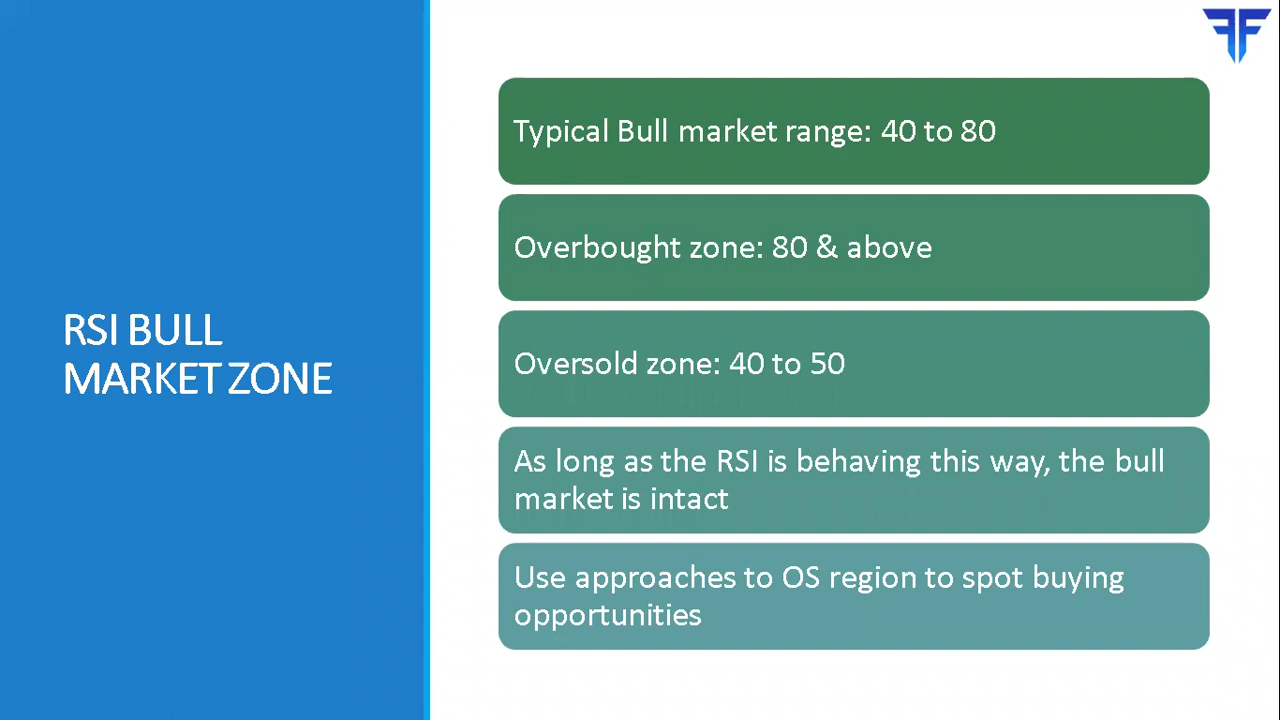 RSI BULL
MARKET ZONE
Typical Bull market range: 40 to 80
Overbought zone: 80 & above
Oversold zone: 40 to 50
As long as the RSI is behaving this way, the bull
market is intact
Use approaches to OS region to spot buying
opportunities